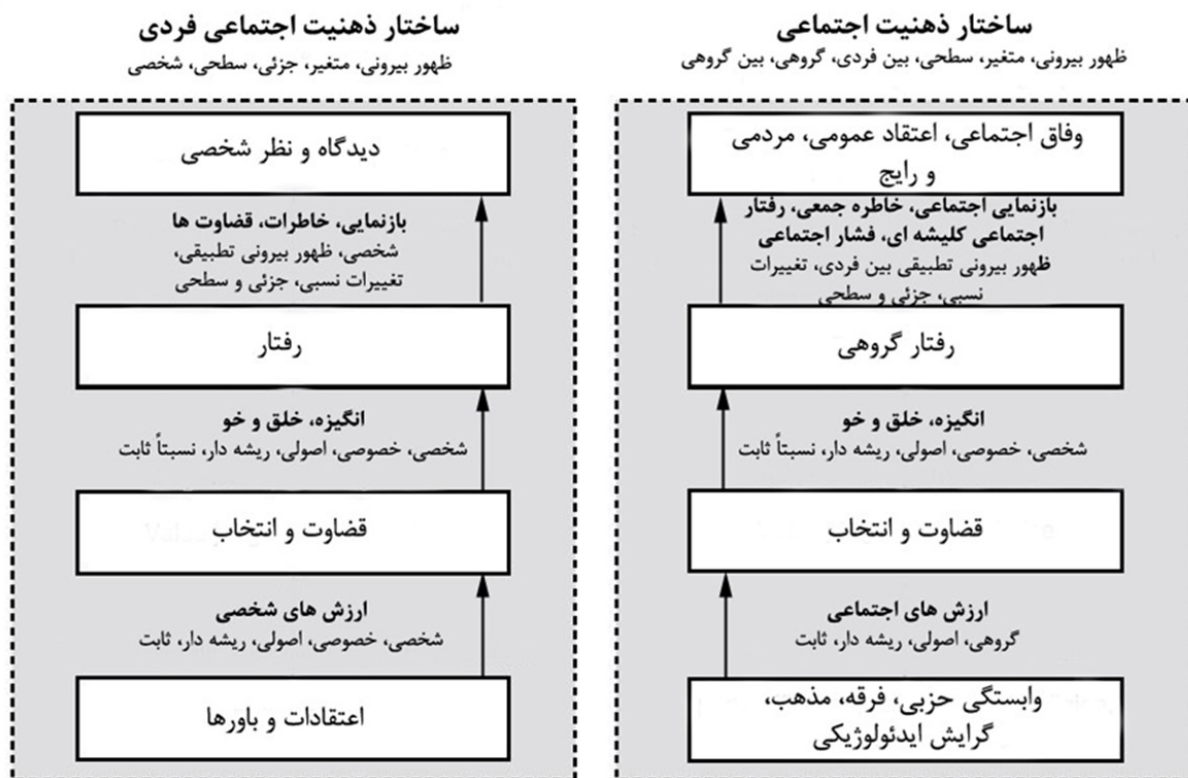 ساختار ذهنیت اجتماعی
ظهور بیرونی، متغیر، سطحی، بین فردی، گروهی، بین گروهی
وفاق اجتماعی، اعتقاد عمومی، مردمی
و رایج
بازنمایی اجتماعی، خاطره جمعی، رفتار
اجتماعی کلیشه ای، فشار اجتماعی
ظهور بیرونی تطبیقی بین فردی، تغییرات
نسبی، جزئی و سطحی
رفتار گروهی
انگیزه، خلق و خو
شخصی، خصوصی، اصولی، ریشه دار، نسبتاً ثابت
قضاوت و انتخاب
ارزش های اجتماعی
گروهی، اصولی، ریشه دار، ثابت
وابستگی حزبی، فرقه، مذهب،
گرایش ایدئولوژیکی
ساختار ذهنیت اجتماعی فردی
ظهور بیرونی، متغیر، جزئی، سطحی، شخصی
دیدگاه و نظر شخصی
بازنمایی، خاطرات، قضاوت ها
شخصی، ظهور بیرونی تطبیقی،
تغییرات نسبی، جزئی و سطحی
رفتار
انگیزه، خلق و خو
شخصی، خصوصی، اصولی، ریشه دار، نسبتاً ثابت
قضاوت و انتخاب
ارزش های شخصی
شخصی، خصوصی، اصولی، ریشه دار، ثابت
اعتقادات و باورها